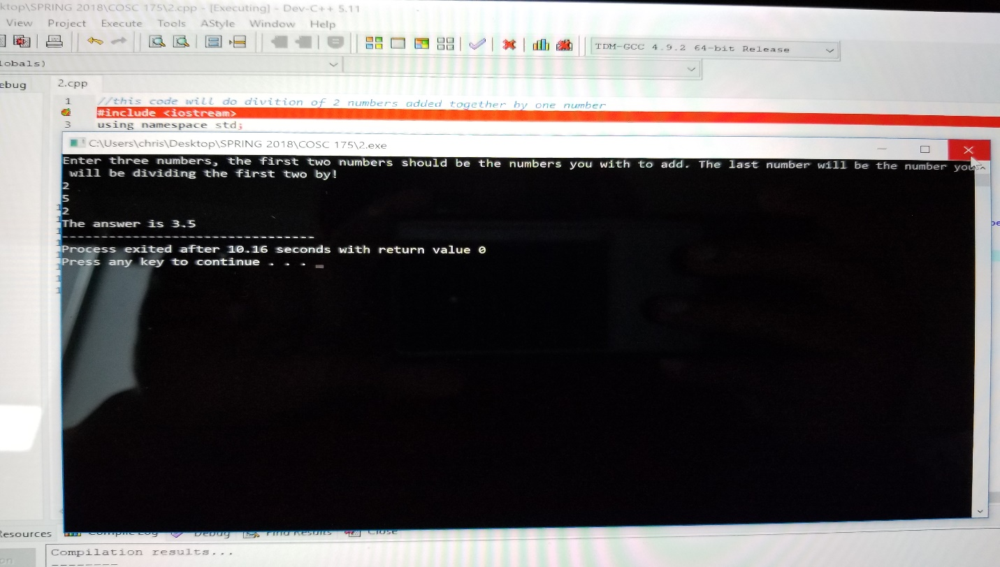 ktop\SPRING 2018\COSC 175\2.cpp - [Executing] - Dev-C++ 5.11
View Project Execute Tools AStyle Window Help
TDM-GCC 4.9.2 64-bit Release
lobals)
ebug 2.cpp
1 //this code will do divition of 2 numbers added together by one number
#include <iostream>
3 using namespace std;
C:\Users\chris\Desktop\SPRING 2018\COSC 175\2.exe
Enter three numbers, the first two numbers should be the numbers you with to add. The last number will be the number you
will be dividing the first two by!
2
5
2
The answer is 3.5
--------------------------------
Process exited after 10.16 seconds with return value 0
Press any key to continue . . .
Resources Compile Log Debug Find Results Close
Compilation results...
--------